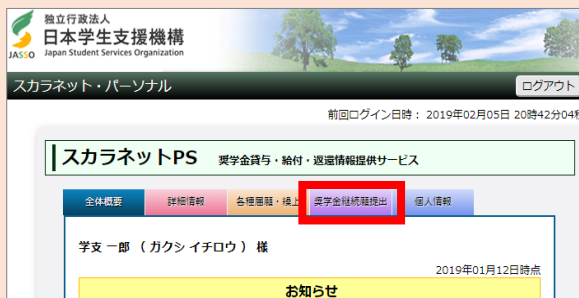 独立行政法人
日本学生支援機構
JASSO Japan Student Services Organization
スカラネット・パーソナル
ログアウト
前回ログイン日時： 2019年02月05日 20時42分04秒
スカラネットPS 奨学金貸与・給付・返還情報提供サービス
全体概要 詳細情報 各種届願・繰上 奨学金継続願提出 個人情報
学支 一郎 （ ガクシ イチロウ ） 様
2019年01月12日時点
お知らせ